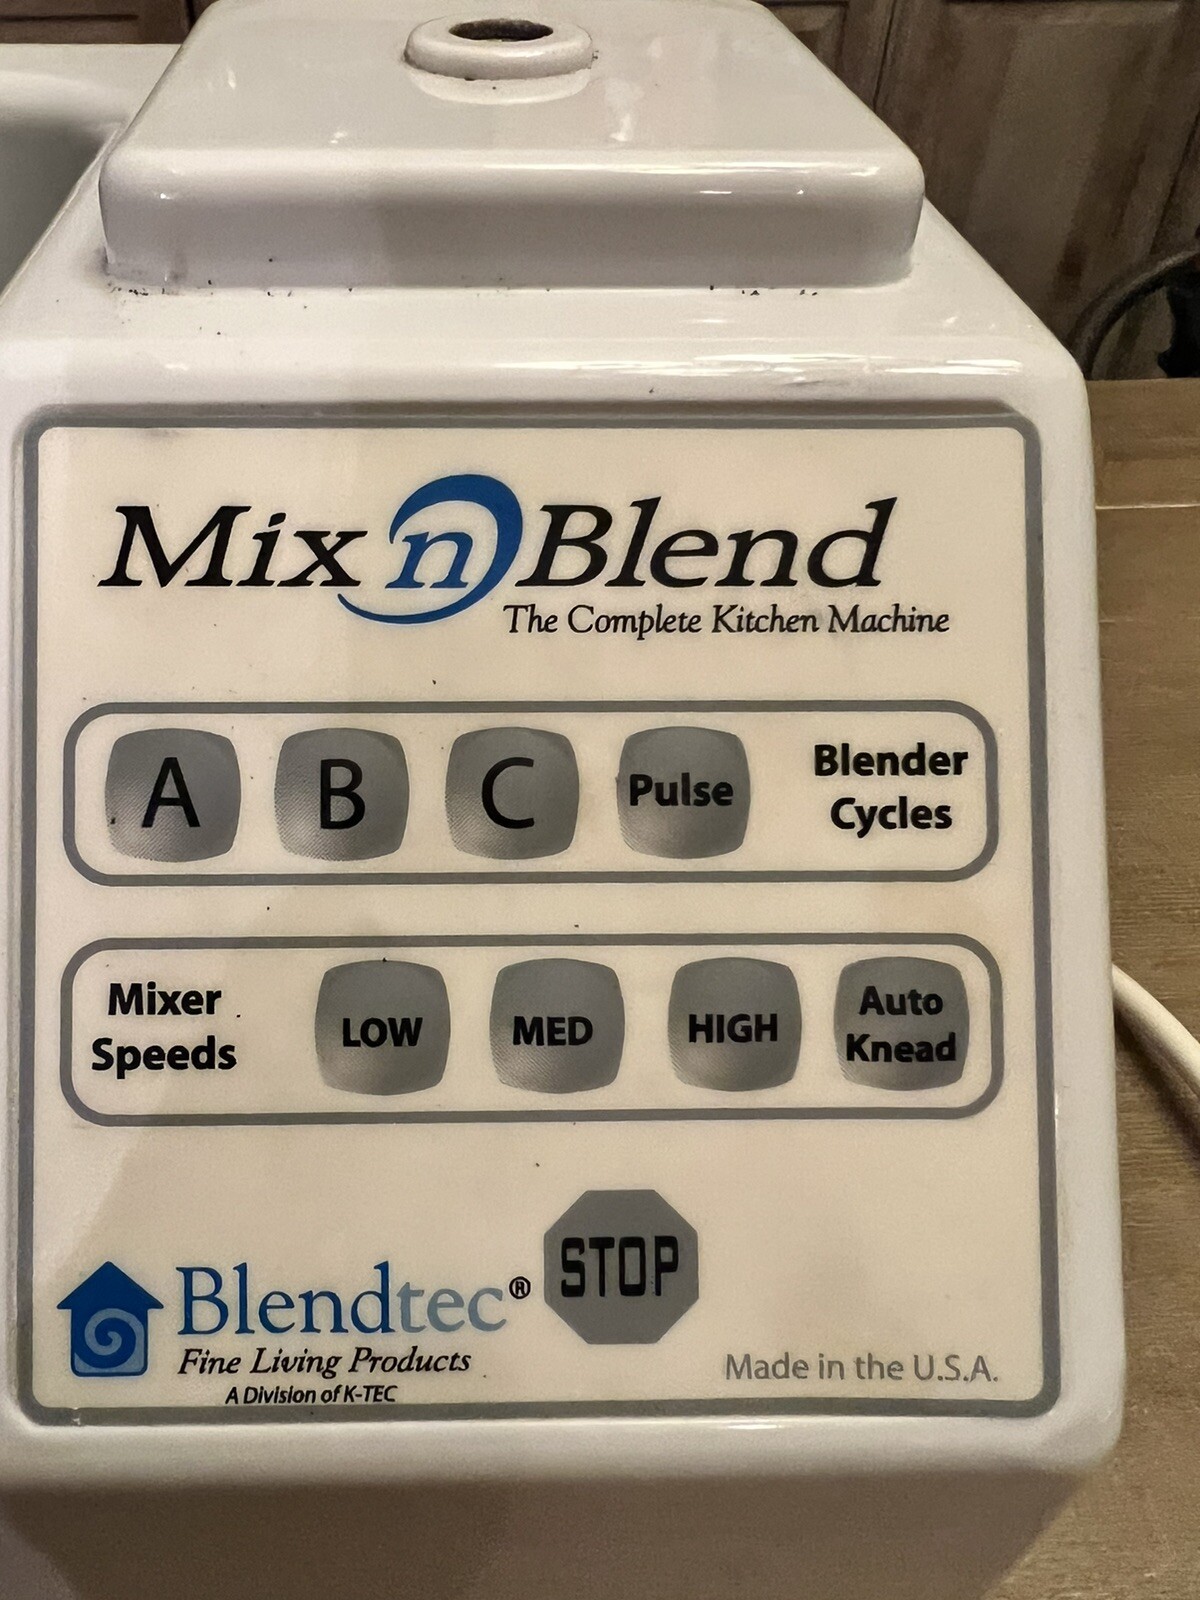 Mix n Blend
The Complete Kitchen Machine
A B C Pulse
Blender
Cycles
Mixer
Speeds
LOW MED HIGH
Auto
Knead
STOP
Blendtec®
Fine Living Products
A Division of K-TEC
Made in the U.S.A.